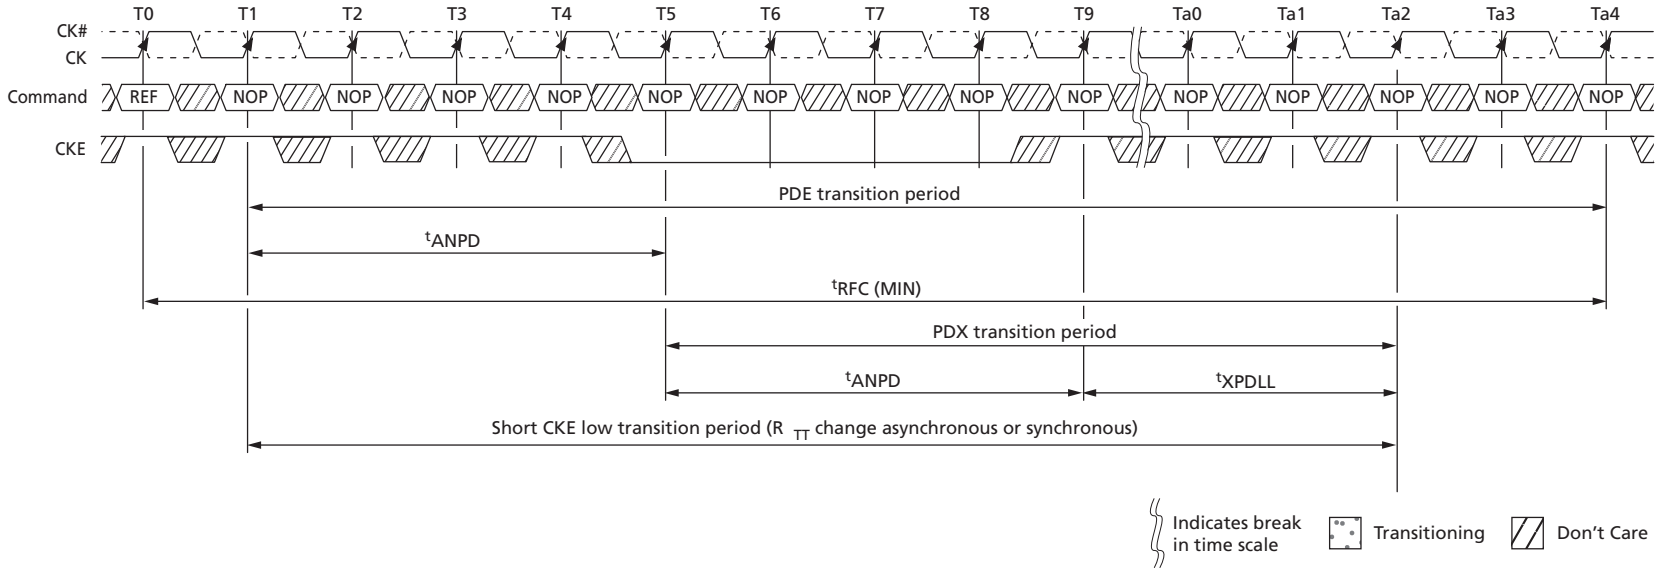 T0 T1 T2 T3 T4 T5 T6 T7 T8 T9 Ta0 Ta1 Ta2 Ta3 Ta4
CK#
CK
Command REF NOP NOP NOP NOP NOP NOP NOP NOP NOP NOP NOP NOP NOP NOP
CKE
PDE transition period
tANPD
tRFC (MIN)
PDX transition period
tANPD tXPDLL
Short CKE low transition period (R TT change asynchronous or synchronous)
Indicates break
in time scale
Transitioning
Don't Care